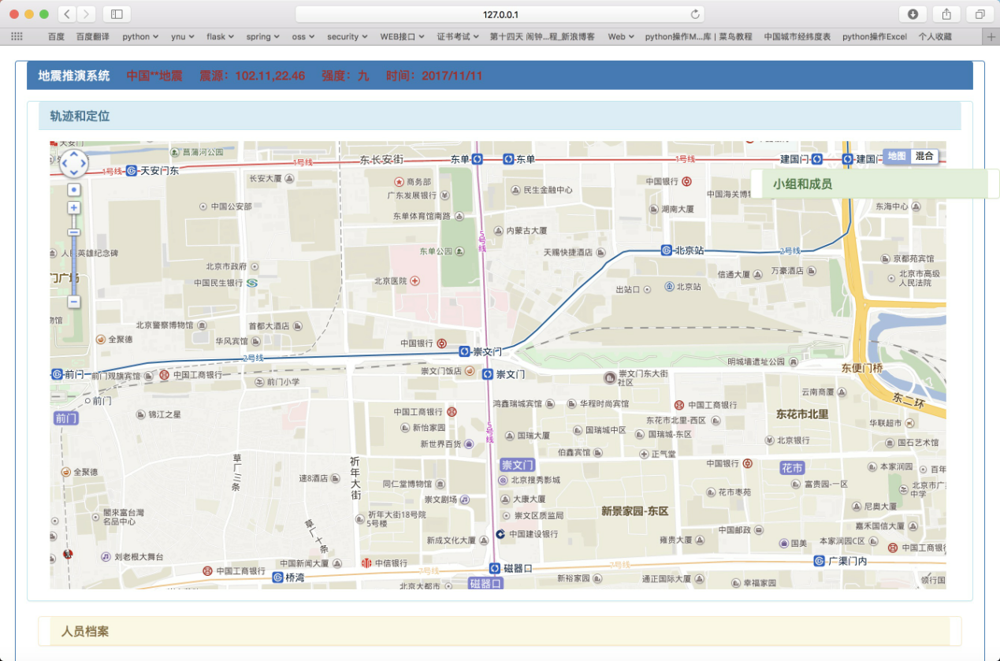 127.0.0.1
百度 百度翻译 python ynu flask spring oss security WEB接口 证书考试 第十四天 闹钟...程_新浪博客 Web python操作M...库 | 菜鸟教程 中国城市经纬度表 python操作Excel 个人收藏
地震推演系统 中国**地震 震源：102.11,22.46 强度：九 时间：2017/11/11
轨迹和定位
天安门
菖蒲河公园
1号线
天安门东
1号线
东长安街
东单
东单
1号线
建国门
建国门
地图 混合
小组和成员
长安大厦
商务部
广东发展银行
民生金融中心
中国银行
中国海关博
中国公安部
东单体育馆南路
湖南大厦
东海中心
内蒙古大厦
5号线
人民英雄纪念碑
东单公园
天赐快捷酒店
北京站
2号线
京都苑宾馆
北京市政府
中国民生银行
北京医院
信通大厦
万豪酒店
北京市高级
人民法院
门广场
出站口
北京站
物馆
北京警察博物馆
首都大酒店
全聚德
华风宾馆
中国银行
崇文门
2号线
前门
前门观旗宾馆
中国工商银行
崇文门饭店
崇文门
明城墙遗址公园
东便门桥
前门小学
崇文门东大街
社区
云南商厦
东二环
前门
前门
锦江之星
中国工商银行
鸿鑫瑞城宾馆
华程时尚宾馆
中国工商银行
东花市北里
新怡家园
5号线
国瑞大厦
国瑞城中区
东花市北里-西区
国瑞城-东区
华联超市
新世界百货
北京银行
国石艺术馆
伯鑫宾馆
正气堂
草厂三条
祈年大街
崇文门
中国银行
花市
本家润园
百年
全聚德
速8酒店
同仁堂博物馆
北京搜秀影城
富贵园-一区
北京市广
中学
崇文剧场
大康大厦
花市枣苑
尼奥大厦
閣來富台灣
名品中心
祈年大街18号院
5号楼
崇文区质监局
新景家园-东区
嘉禾国信大厦
草厂十条
新成文化大厦
中国建设银行
中国邮政
雍贵大厦
国美
本家润园C区
中国工商银行
刘老根大舞台
中国新闻大厦
中信银行
磁器口
7号线
广渠门内
中国工商银行
桥湾
7号线
北京大都市
磁器口
新裕家园
通正国际大厦
幸福家园
领行国
人员档案